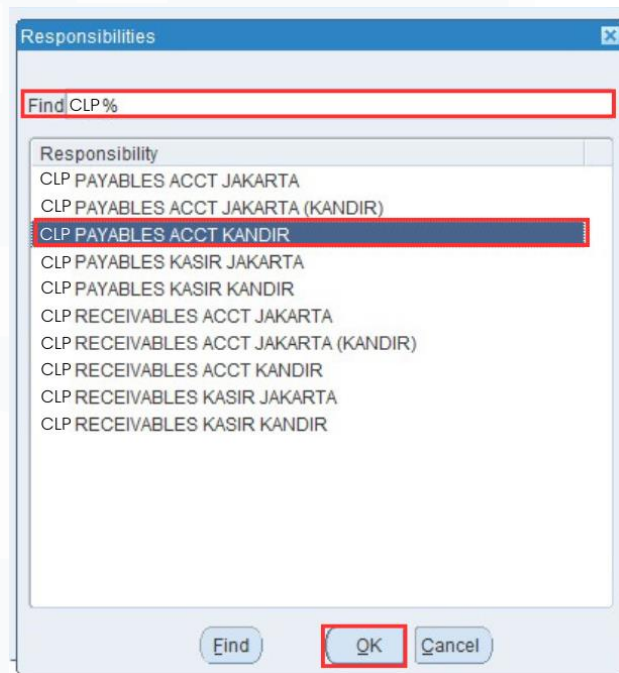 Responsibilities
Find CLP%
Responsibility
CLP PAYABLES ACCT JAKARTA
CLP PAYABLES ACCT JAKARTA (KANDIR)
CLP PAYABLES ACCT KANDIR
CLP PAYABLES KASIR JAKARTA
CLP PAYABLES KASIR KANDIR
CLP RECEIVABLES ACCT JAKARTA
CLP RECEIVABLES ACCT JAKARTA (KANDIR)
CLP RECEIVABLES ACCT KANDIR
CLP RECEIVABLES KASIR JAKARTA
CLP RECEIVABLES KASIR KANDIR
Find OK Cancel